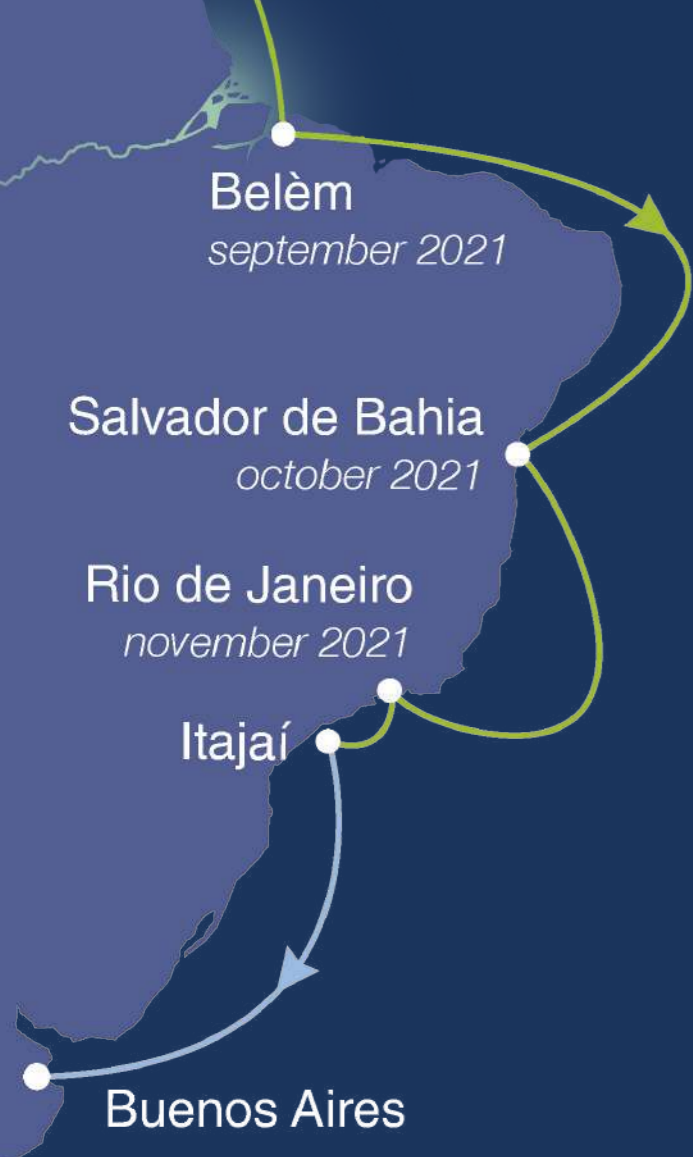 Belèm
september 2021
Salvador de Bahia
october 2021
Rio de Janeiro
november 2021
Itajaí
Buenos Aires